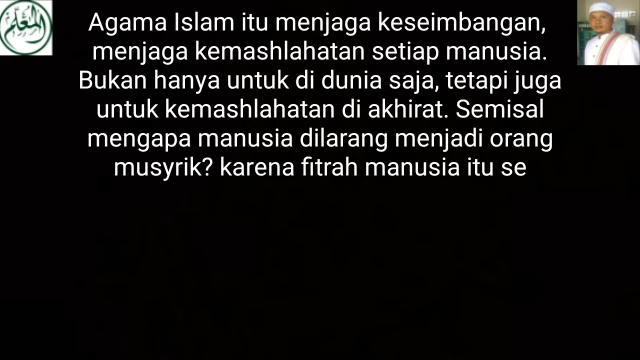 Agama Islam itu menjaga keseimbangan,
menjaga kemashlahatan setiap manusia.
Bukan hanya untuk di dunia saja, tetapi juga
untuk kemashlahatan di akhirat. Semisal
mengapa manusia dilarang menjadi orang
musyrik? karena fitrah manusia itu se